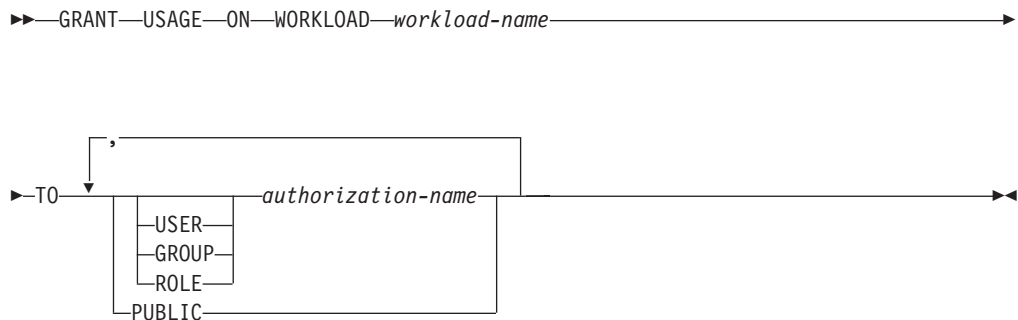 GRANT USAGE ON WORKLOAD workload-name
,
TO authorization-name
USER
GROUP
ROLE
PUBLIC